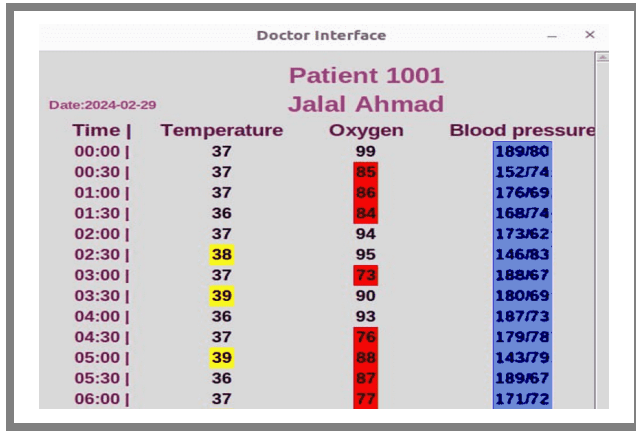 Doctor Interface
Patient 1001
Date:2024-02-29 Jalal Ahmad
Time | Temperature Oxygen Blood pressure
00:00 | 37 99 189/80
00:30 | 37 85 152/74
01:00 | 37 86 176/69
01:30 | 36 84 168/74
02:00 | 37 94 173/62
02:30 | 38 95 146/83
03:00 | 37 73 188/67
03:30 | 39 90 180/69
04:00 | 36 93 187/73
04:30 | 37 76 179/78
05:00 | 39 88 143/79
05:30 | 36 87 189/67
06:00 | 37 77 171/72